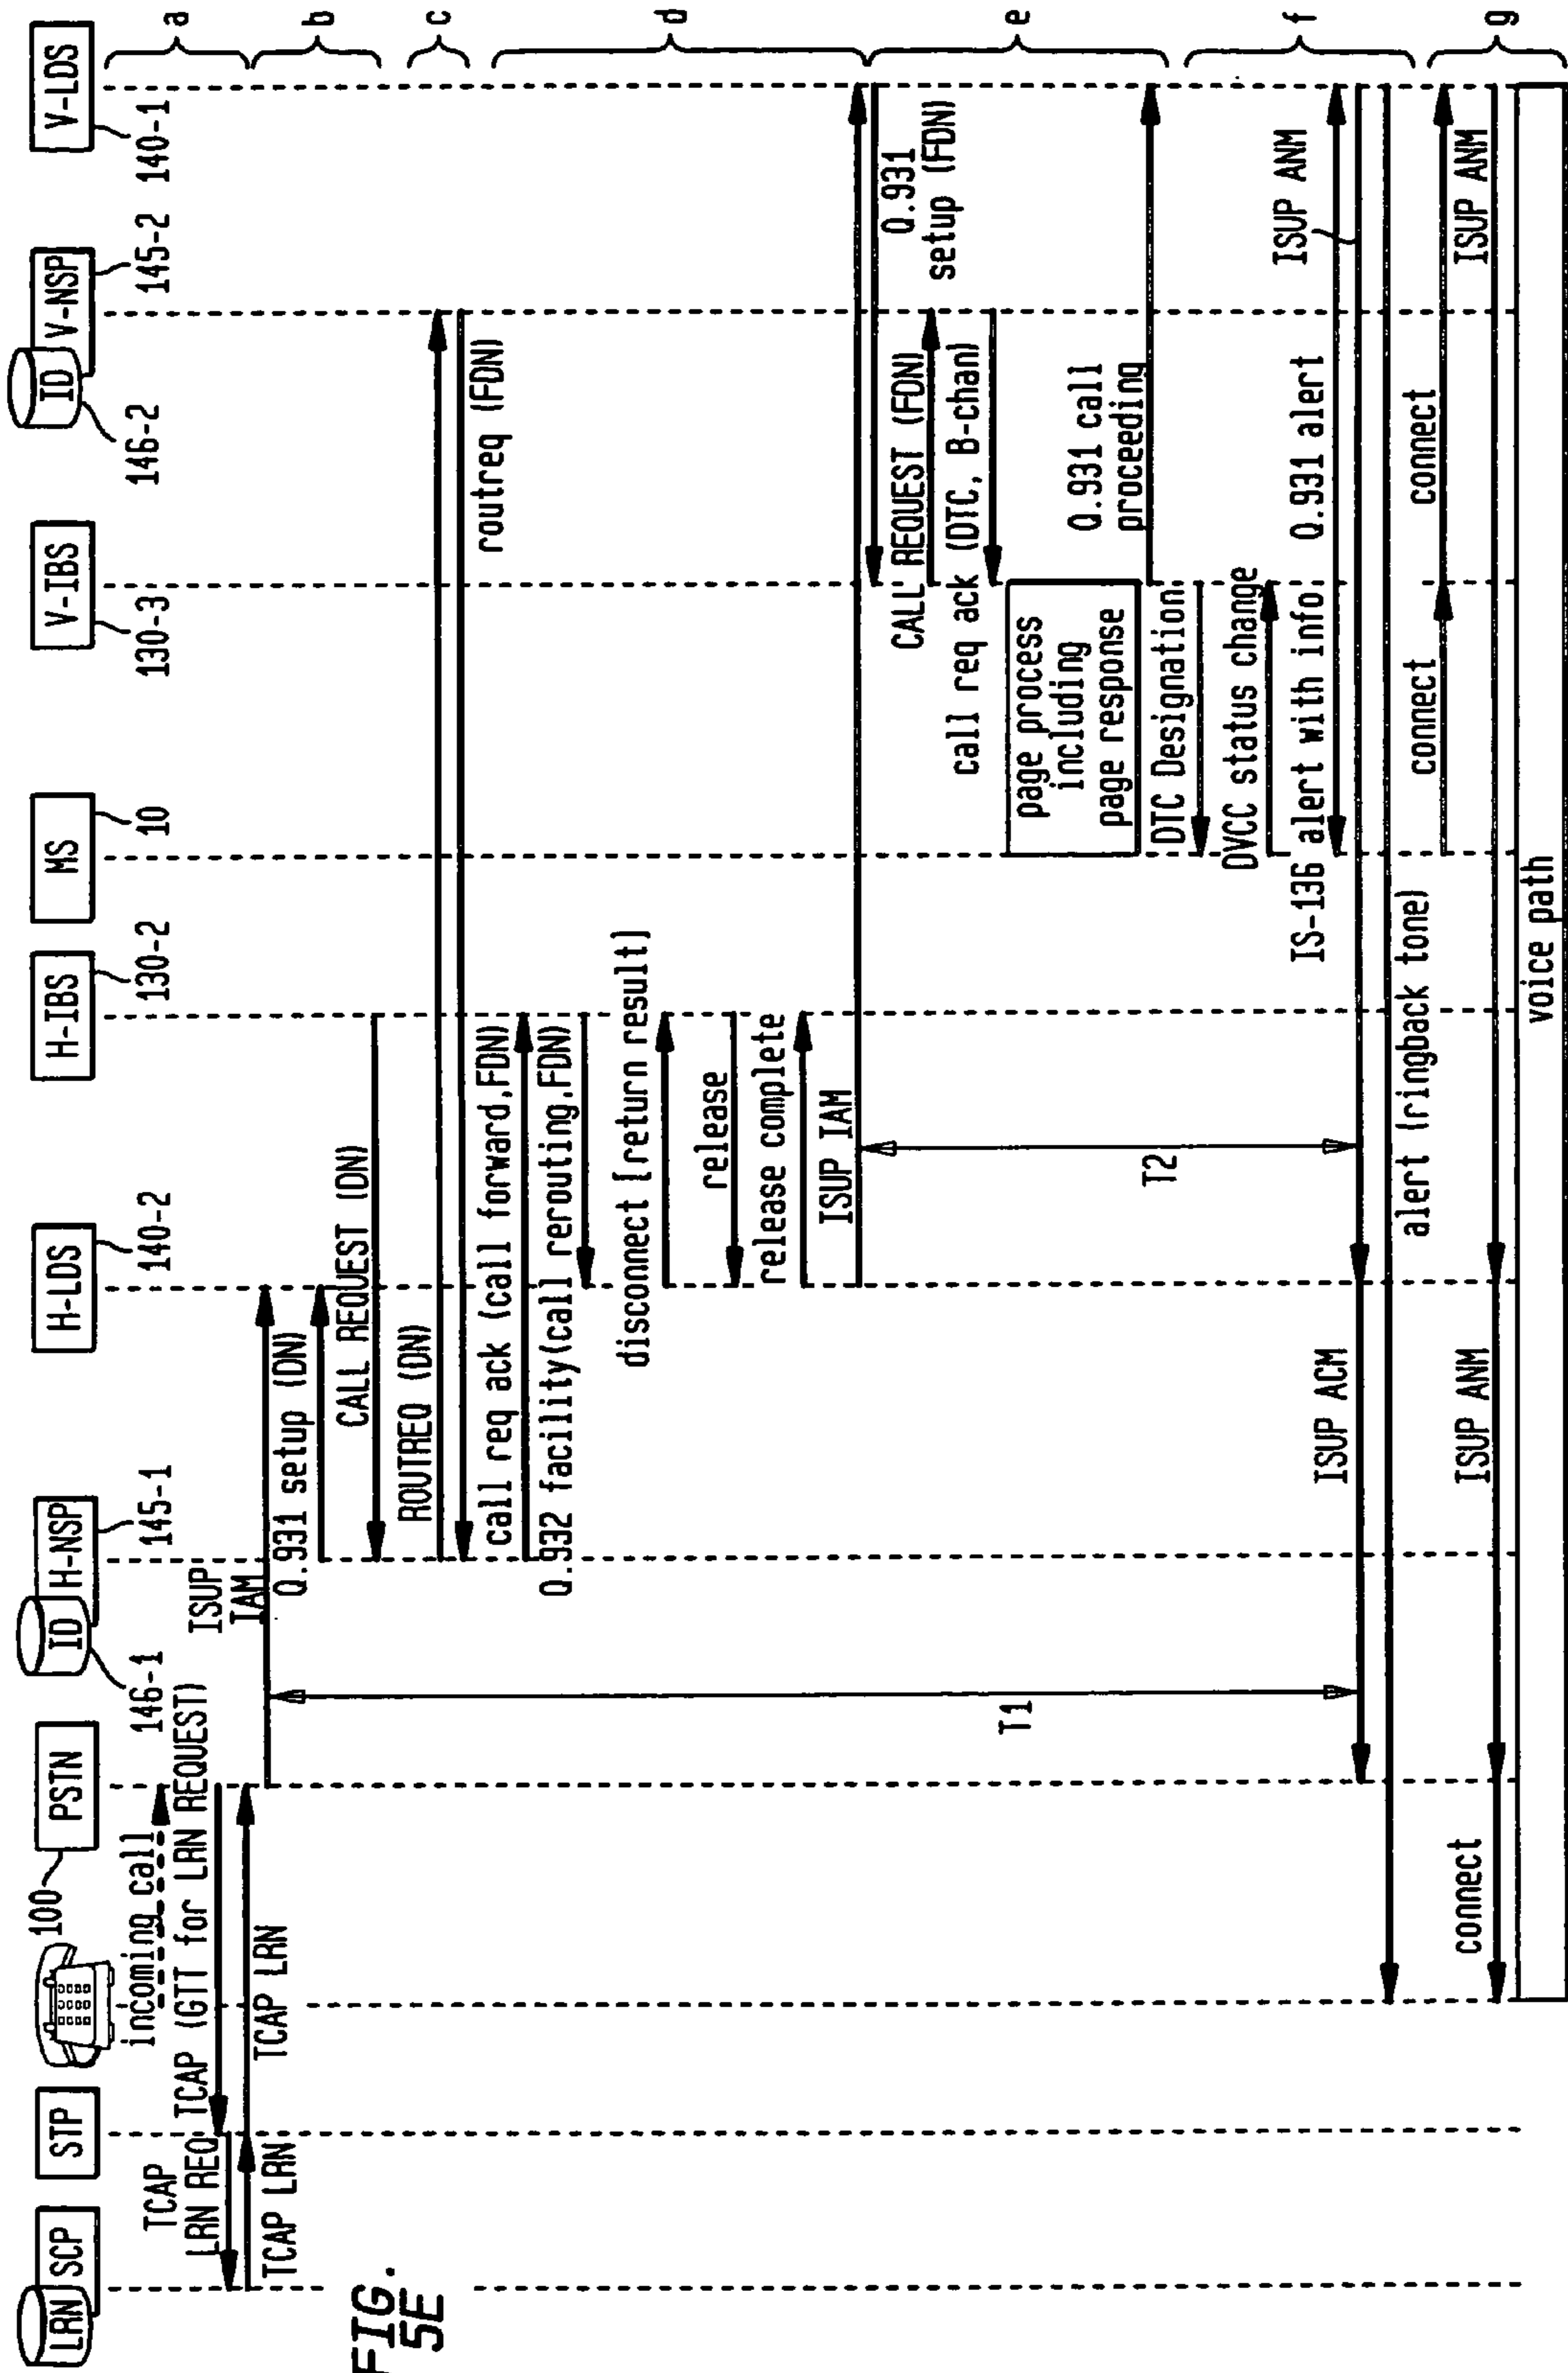 FIG.
5E
LRN
SCP
STP
100
PSTN
ID
H-NSP
146-1
145-1
H-LDS
140-2
H-IBS
130-2
MS
10
V-IBS
130-3
ID
V-NSP
146-2
145-2
V-LDS
140-1
incoming call
TCAP (GTT for LRN REQUEST)
TCAP
LRN REQ
TCAP LRN
TCAP LRN
ISUP
IAM
a
Q.931 setup (DN)
CALL REQUEST (DN)
b
ROUTREQ (DN)
routreq (FDN)
c
call req ack (call forward,FDN)
Q.932 facility(call rerouting,FDN)
disconnect [return result]
release
release complete
ISUP IAM
d
Q.931
setup (FDN)
CALL REQUEST (FDN)
call req ack (DTC, B-chan)
page process
including
page response
Q.931 call
proceeding
e
T1
T2
DTC Designation
DVCC status change
IS-136 alert with info
Q.931 alert
ISUP ANM
ISUP ACM
alert (ringback tone)
f
connect
connect
ISUP ANM
ISUP ANM
connect
g
voice path